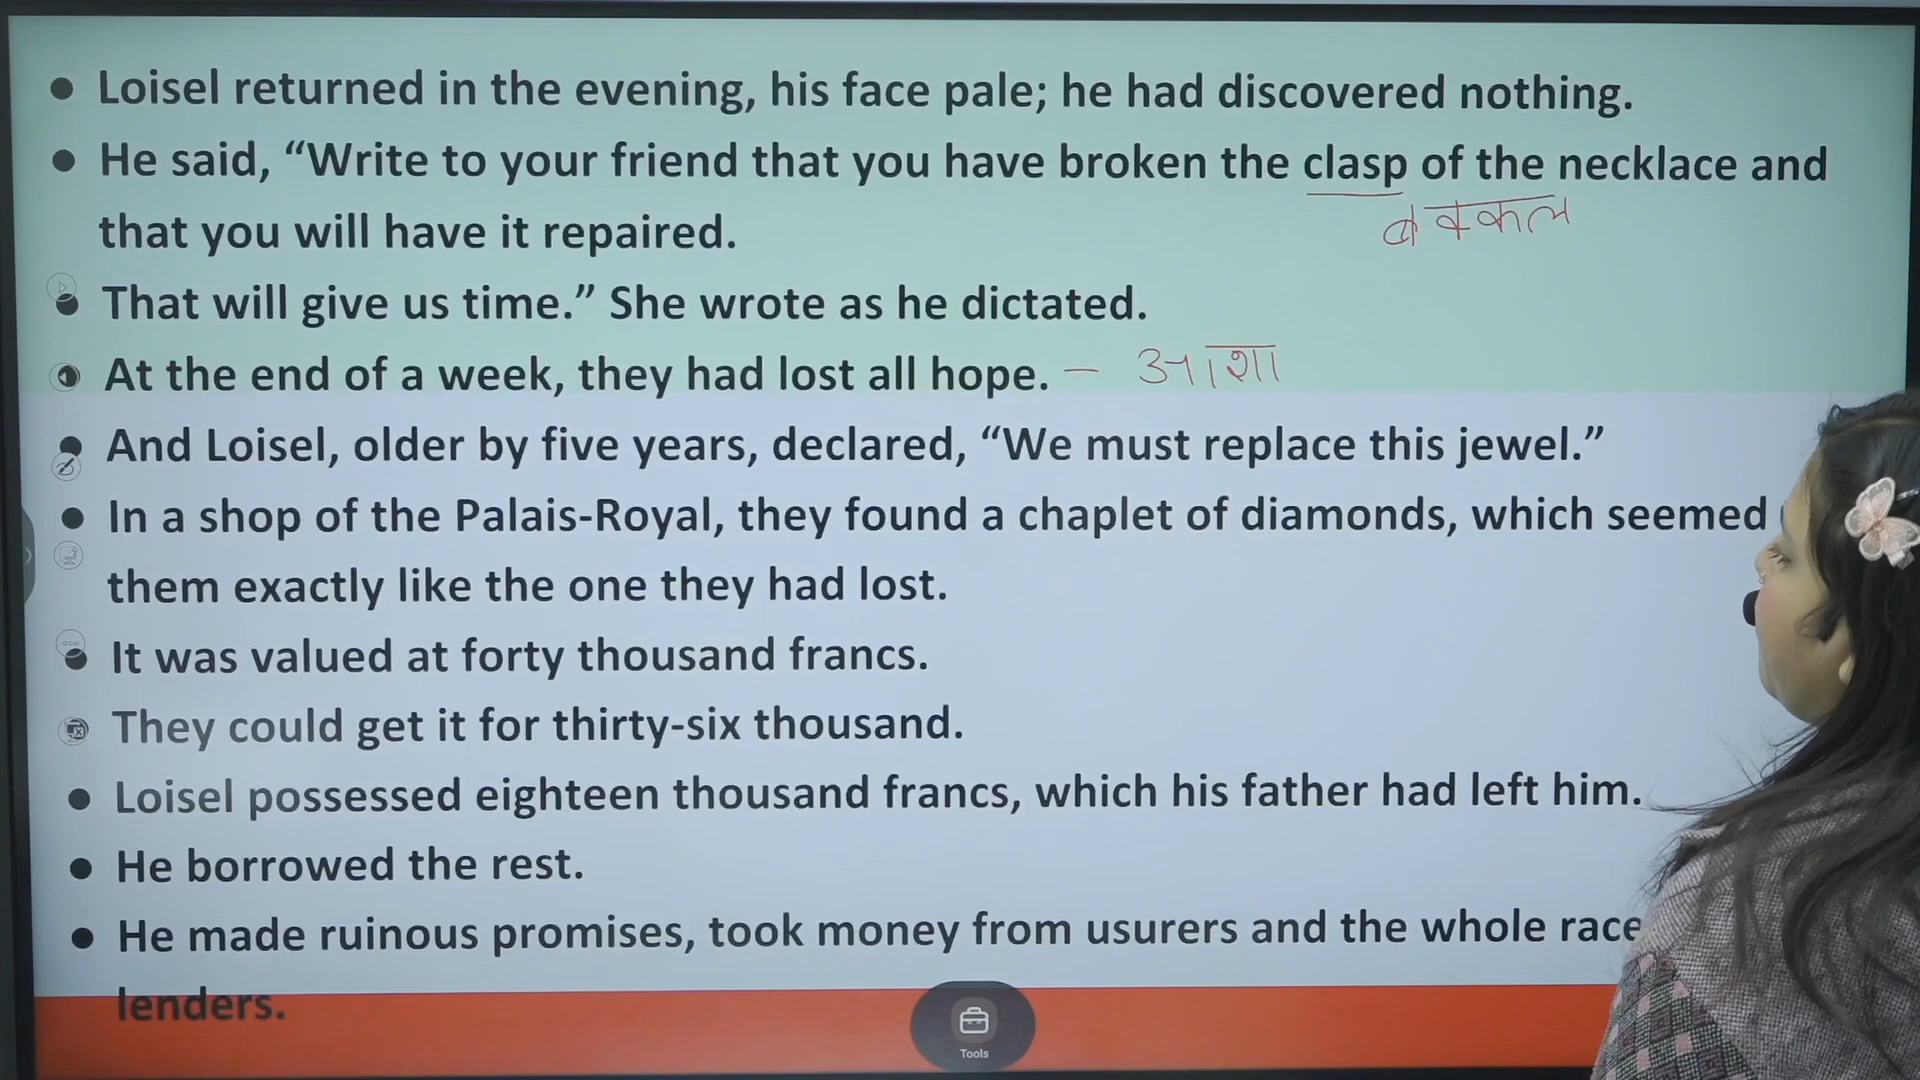 ● Loisel returned in the evening, his face pale; he had discovered nothing.
● He said, “Write to your friend that you have broken the clasp of the necklace and
that you will have it repaired.
● That will give us time.” She wrote as he dictated.
● At the end of a week, they had lost all hope. – आशा
● And Loisel, older by five years, declared, “We must replace this jewel.”
● In a shop of the Palais-Royal, they found a chaplet of diamonds, which seemed
them exactly like the one they had lost.
● It was valued at forty thousand francs.
They could get it for thirty-six thousand.
● Loisel possessed eighteen thousand francs, which his father had left him.
● He borrowed the rest.
● He made ruinous promises, took money from usurers and the whole race
lenders.
Tools